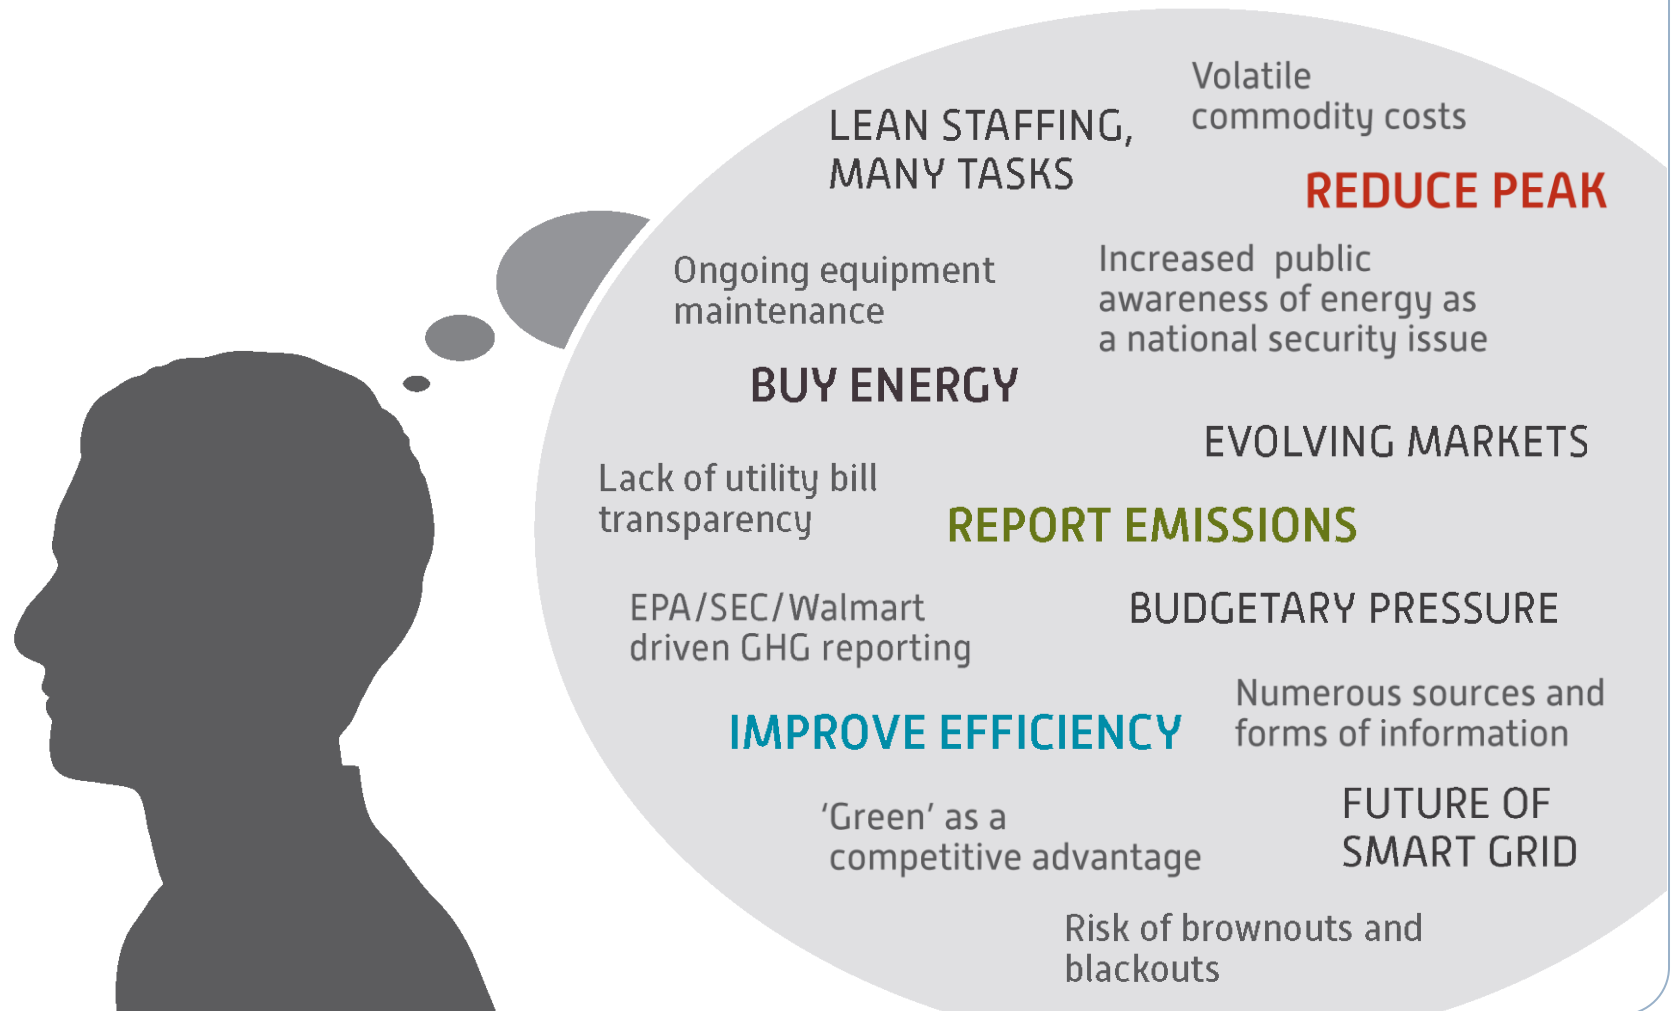 Volatile
commodity costs
LEAN STAFFING,
MANY TASKS
REDUCE PEAK
Ongoing equipment
maintenance
Increased public
awareness of energy as
a national security issue
BUY ENERGY
EVOLVING MARKETS
Lack of utility bill
transparency
REPORT EMISSIONS
EPA/SEC/Walmart
driven GHG reporting
BUDGETARY PRESSURE
Numerous sources and
forms of information
IMPROVE EFFICIENCY
‘Green’ as a
competitive advantage
FUTURE OF
SMART GRID
Risk of brownouts and
blackouts